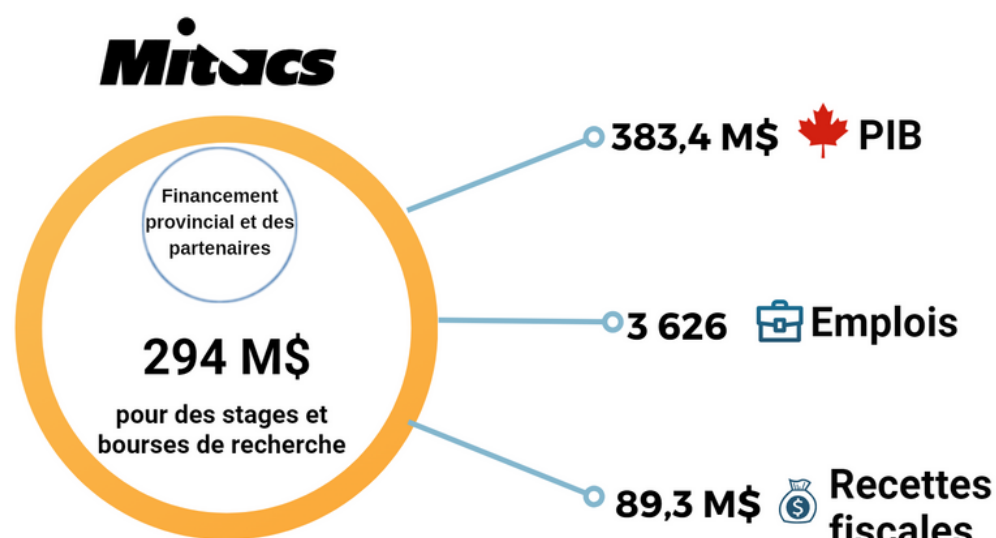 Mitacs
Financement
provincial et des
partenaires
294 M$
pour des stages et
bourses de recherche
383,4 M$ PIB
3 626 Emplois
89,3 M$ Recettes
fiscales